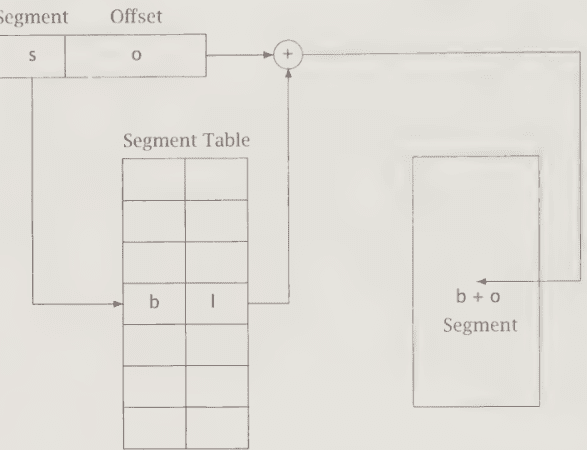 Segment Offset
s o
+
Segment Table
b l
b + o
Segment